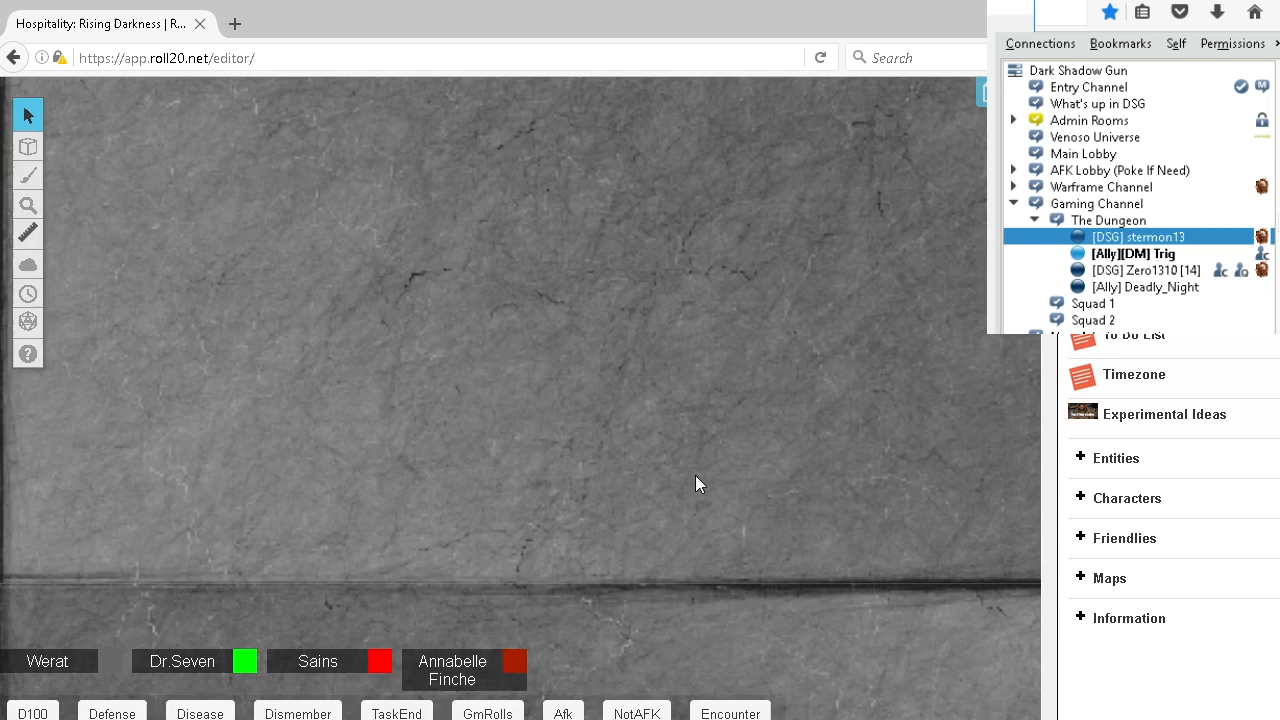 Hospitality: Rising Darkness | R...
https://app.roll20.net/editor/
Search
Connections Bookmarks Self Permissions
Dark Shadow Gun
Entry Channel
What's up in DSG
Admin Rooms
Venoso Universe
Main Lobby
AFK Lobby (Poke If Need)
Warframe Channel
Gaming Channel
The Dungeon
[DSG] stermon13
[Ally][DM] Trig
[DSG] Zero1310 [14]
[Ally] Deadly_Night
Squad 1
Squad 2
To Do List
Timezone
Experimental Ideas
Entities
Characters
Friendlies
Maps
Information
Werat Dr.Seven Sains Annabelle
Finche
D100 Defense Disease Dismember TaskEnd GmRolls Afk NotAFK Encounter